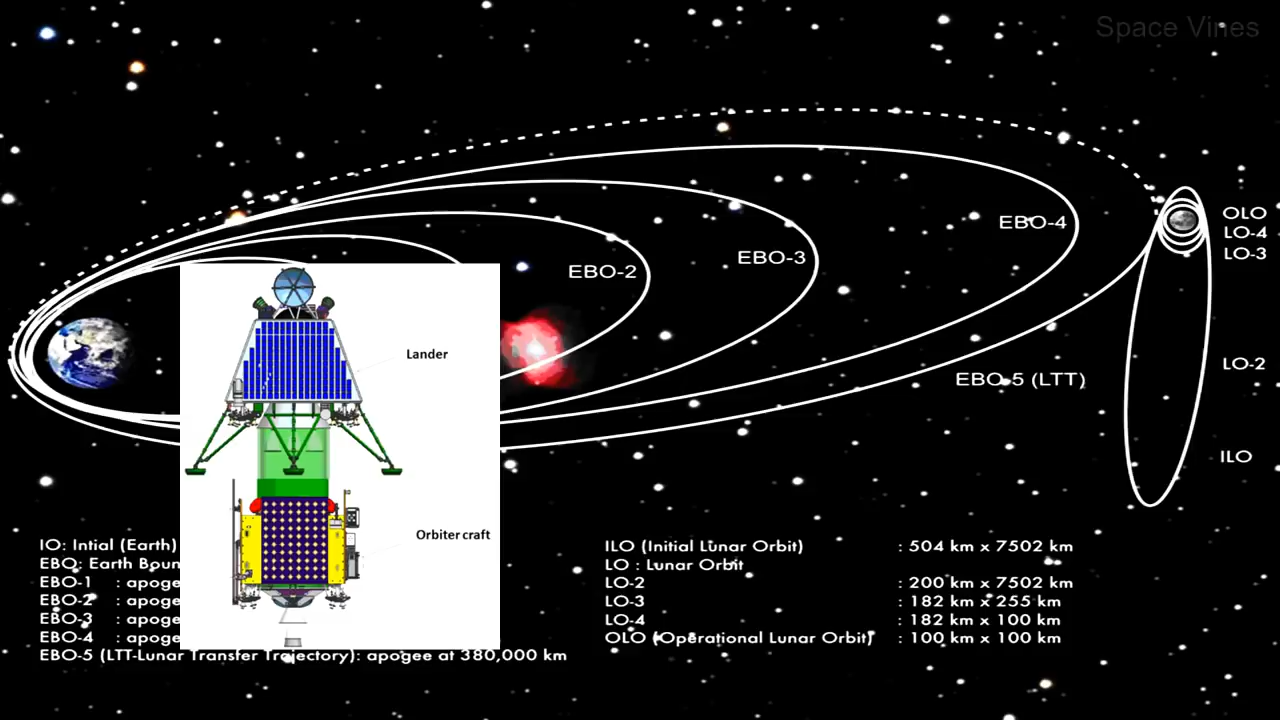 Space Vines
OLO
LO-4
LO-3
EBO-4
EBO-3
EBO-2
LO-2
EBO-5 (LTT)
ILO
Lander
Orbiter craft
IO: Intial (Earth)
EBO: Earth
EBO-1 :
EBO-2 :
EBO-3 :
EBO-4 :
EBO-5 (LTT-Lunar Transfer Trajectory): apogee at 380,000 km
ILO (Initial Lunar Orbit) : 504 km x 7502 km
LO : Lunar Orbit
LO-2 : 200 km x 7502 km
LO-3 : 182 km x 255 km
LO-4 : 182 km x 100 km
OLO (Operational Lunar Orbit) : 100 km x 100 km